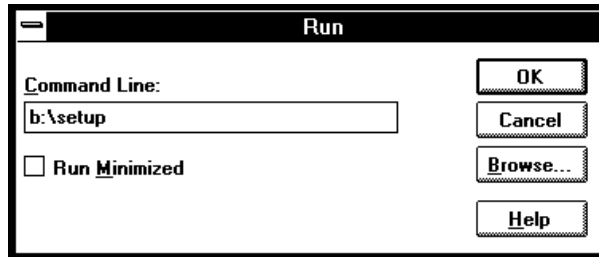 Run
Command Line:
b:\setup
Run Minimized
OK
Cancel
Browse...
Help